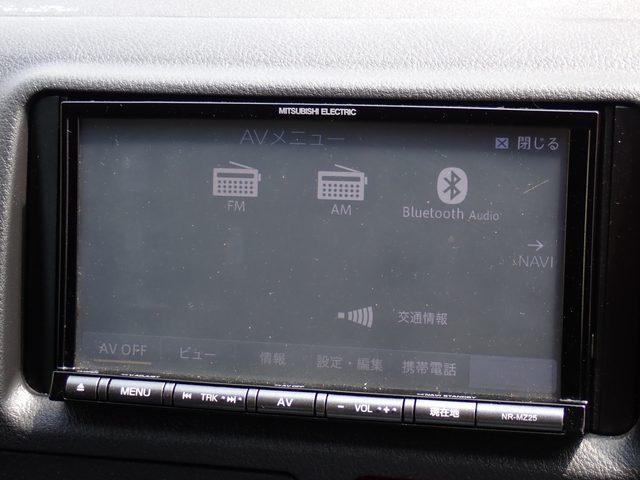 MITSUBISHI ELECTRIC
AVメニュー
閉じる
FM
AM
Bluetooth Audio
NAVI
交通情報
AV OFF ビュー 情報 設定・編集 携帯電話
MENU TRK AV − VOL + 現在地 NR-MZ25